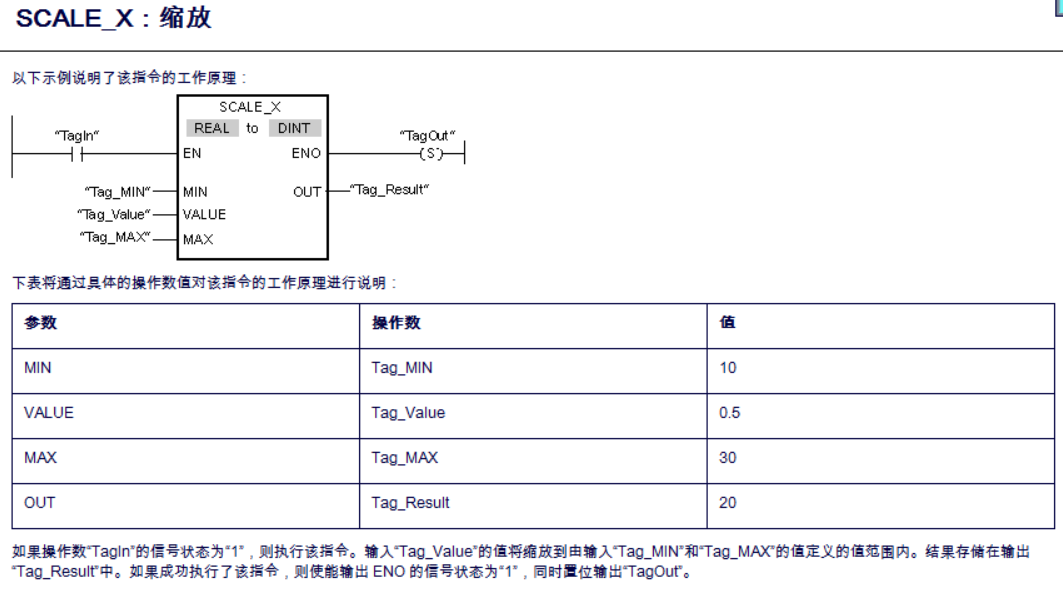 SCALE_X：缩放
以下示例说明了该指令的工作原理：
SCALE_X
REAL to DINT
"TagIn"
"TagOut"
EN ENO
(S)
"Tag_MIN" MIN OUT "Tag_Result"
"Tag_Value" VALUE
"Tag_MAX" MAX
下表将通过具体的操作数值对该指令的工作原理进行说明：
参数 操作数 值
MIN Tag_MIN 10
VALUE Tag_Value 0.5
MAX Tag_MAX 30
OUT Tag_Result 20
如果操作数“TagIn”的信号状态为“1”，则执行该指令。输入“Tag_Value”的值将缩放到由输入“Tag_MIN”和“Tag_MAX”的值定义的值范围内。结果存储在输出
“Tag_Result”中。如果成功执行了该指令，则使能输出 ENO 的信号状态为“1”，同时置位输出“TagOut”。